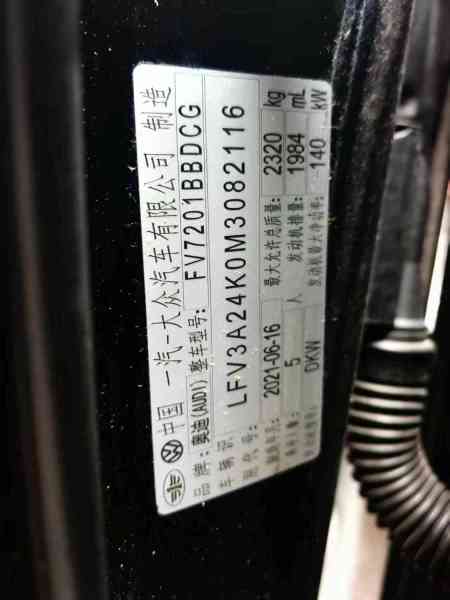 中国 一汽-大众汽车有限公司 制造
品牌：奥迪(AUDI) 整车型号： FV7201BBDCG
车辆识 LFV3A24K0M3082116
制造年月： 2021-06-16 最大允许总质量： 2320 kg
乘坐人数： 5 人 发动机排量： 1984 mL
发动机型号： DKW 发动机最大净功率： 140 kW